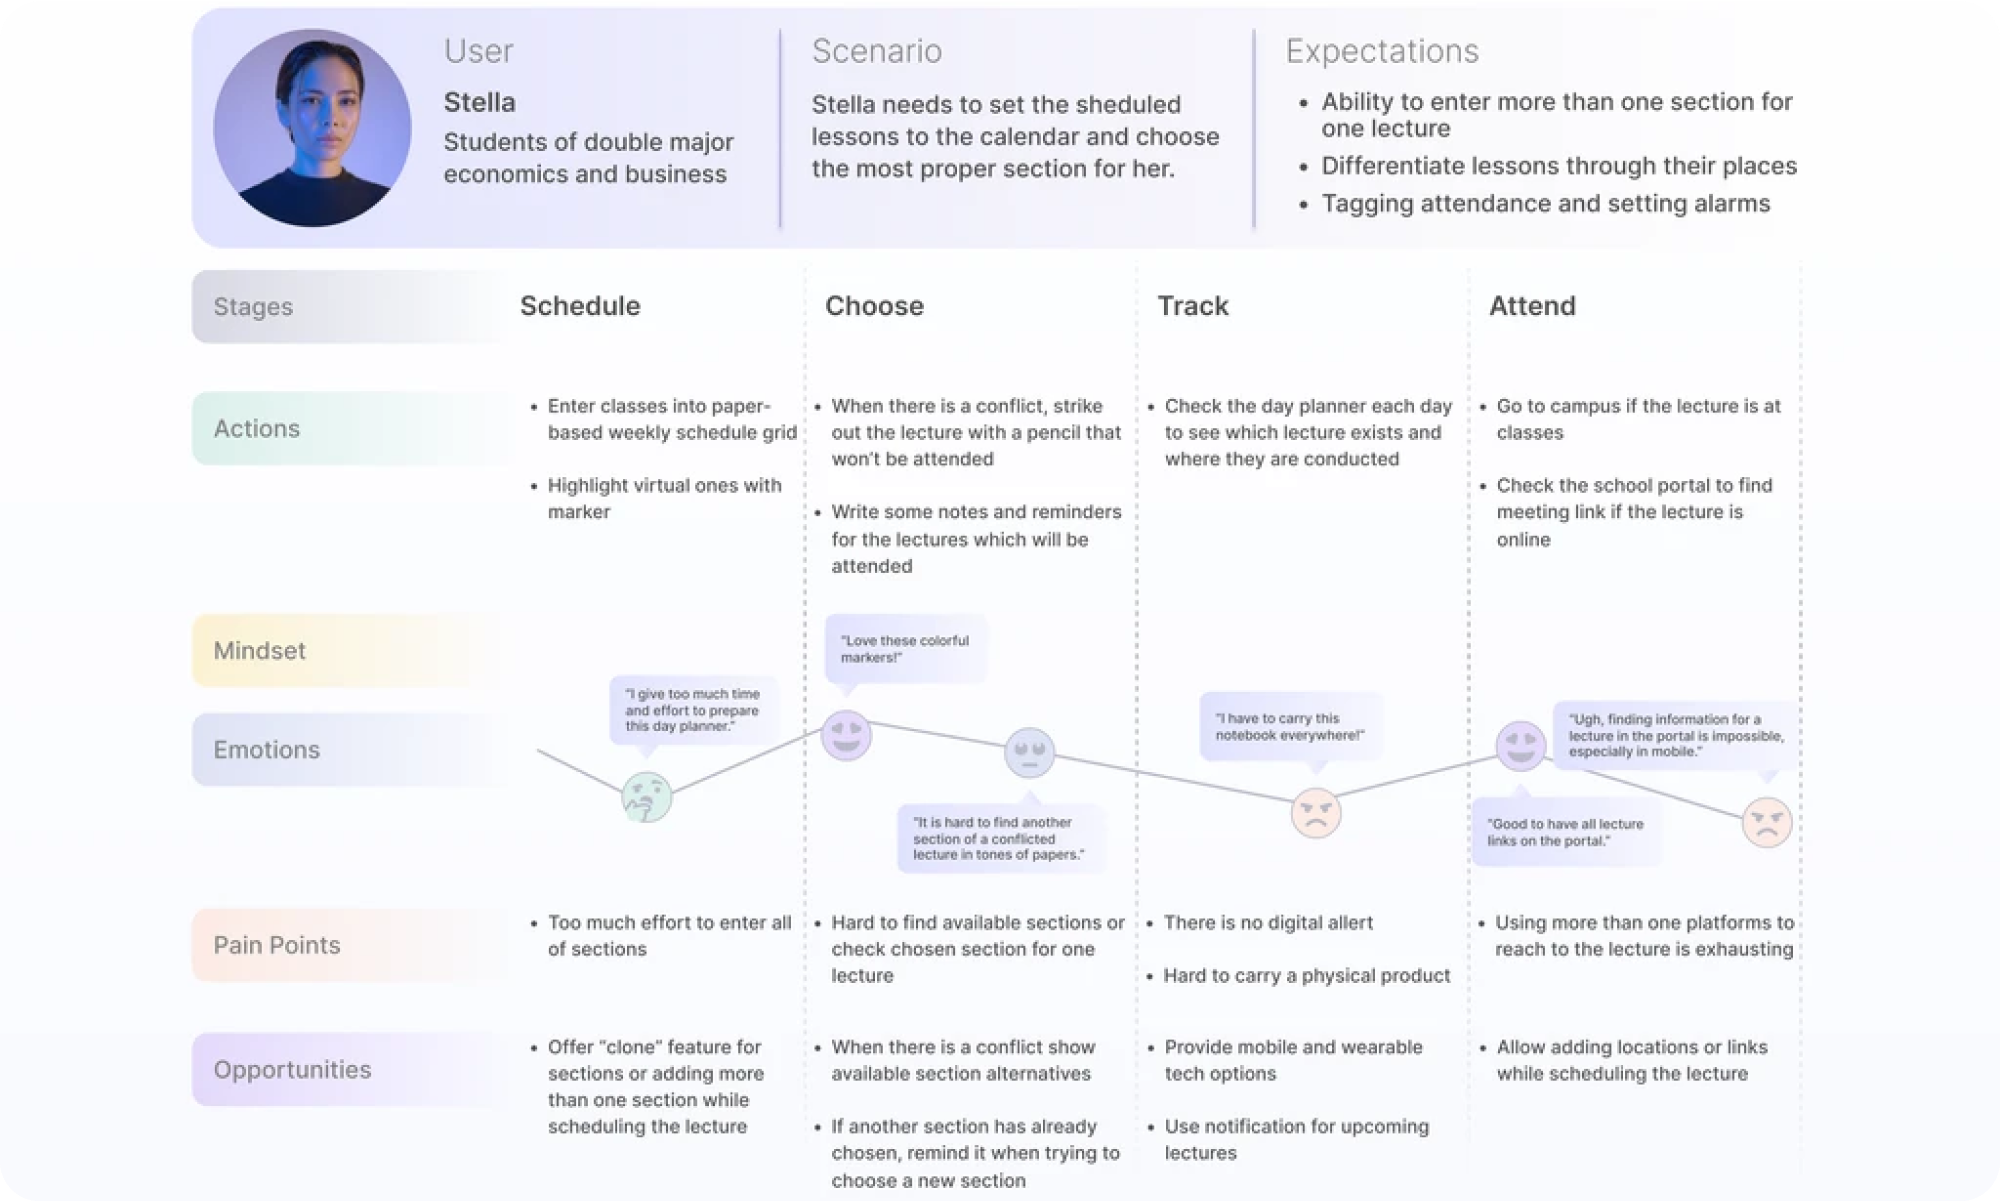 User
Stella
Students of double major
economics and business
Scenario
Stella needs to set the sheduled
lessons to the calendar and choose
the most proper section for her.
Expectations
• Ability to enter more than one section for
one lecture
• Differentiate lessons through their places
• Tagging attendance and setting alarms
Stages
Schedule
Choose
Track
Attend
Actions
• Enter classes into paper-
based weekly schedule grid
• Highlight virtual ones with
marker
• When there is a conflict, strike
out the lecture with a pencil that
won't be attended
• Write some notes and reminders
for the lectures which will be
attended
• Check the day planner each day
to see which lecture exists and
where they are conducted
• Go to campus if the lecture is at
classes
• Check the school portal to find
meeting link if the lecture is
online
Mindset
Emotions
"I give too much time
and effort to prepare
this day planner."
"Love these colorful
markers!"
"It is hard to find another
section of a conflicted
lecture in tones of papers."
"I have to carry this
notebook everywhere!"
"Good to have all lecture
links on the portal."
"Ugh, finding information for a
lecture in the portal is impossible,
especially in mobile."
Pain Points
• Too much effort to enter all
of sections
• Hard to find available sections or
check chosen section for one
lecture
• There is no digital allert
• Hard to carry a physical product
• Using more than one platforms to
reach to the lecture is exhausting
Opportunities
• Offer "clone" feature for
sections or adding more
than one section while
scheduling the lecture
• When there is a conflict show
available section alternatives
• If another section has already
chosen, remind it when trying to
choose a new section
• Provide mobile and wearable
tech options
• Use notification for upcoming
lectures
• Allow adding locations or links
while scheduling the lecture